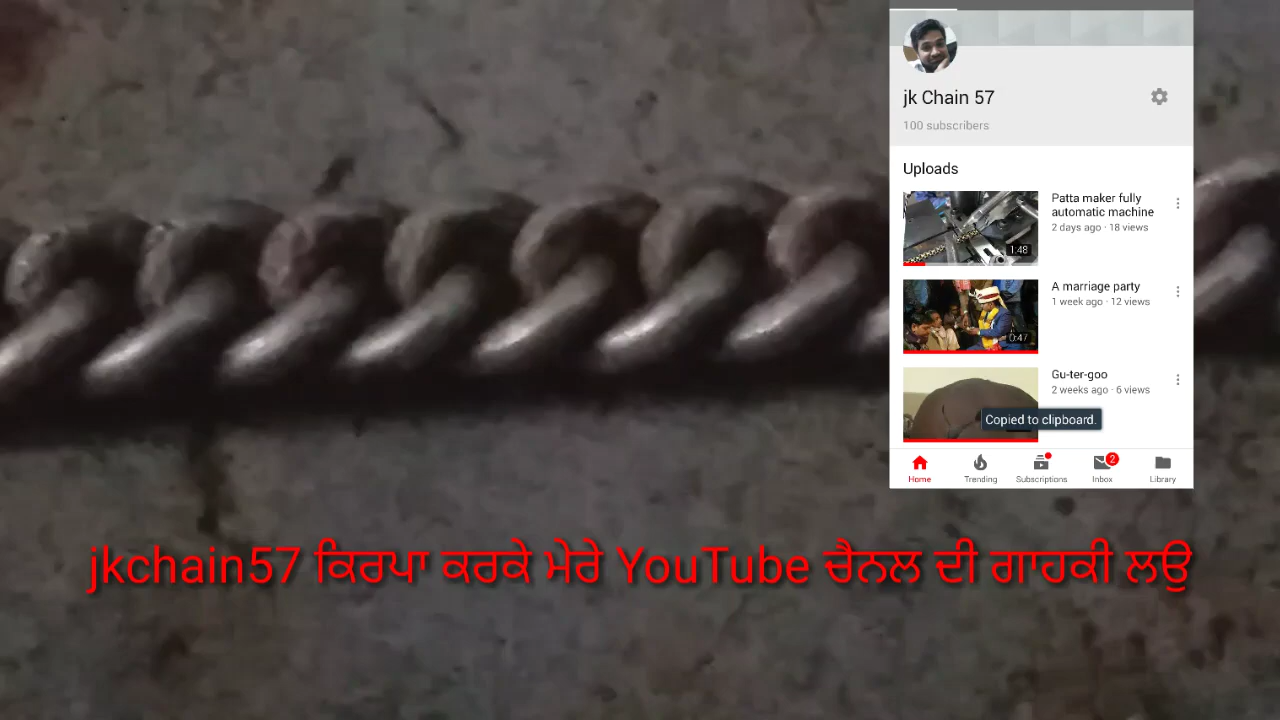 jk Chain 57
100 subscribers
Uploads
Patta maker fully
automatic machine
2 days ago · 18 views
1:48
A marriage party
1 week ago · 12 views
0:47
Gu-ter-goo
2 weeks ago · 6 views
Copied to clipboard.
2
Home Trending Subscriptions Inbox Library
jkchain57 ਕਿਰਪਾ ਕਰਕੇ ਮੇਰੇ YouTube ਚੈਨਲ ਦੀ ਗਾਹਕੀ ਲਉ